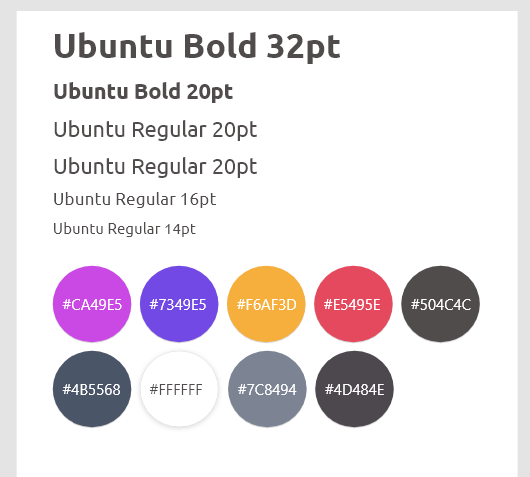 Ubuntu Bold 32pt
Ubuntu Bold 20pt
Ubuntu Regular 20pt
Ubuntu Regular 20pt
Ubuntu Regular 16pt
Ubuntu Regular 14pt
#CA49E5 #7349E5 #F6AF3D #E5495E #504C4C
#4B5568 #FFFFFF #7C8494 #4D484E